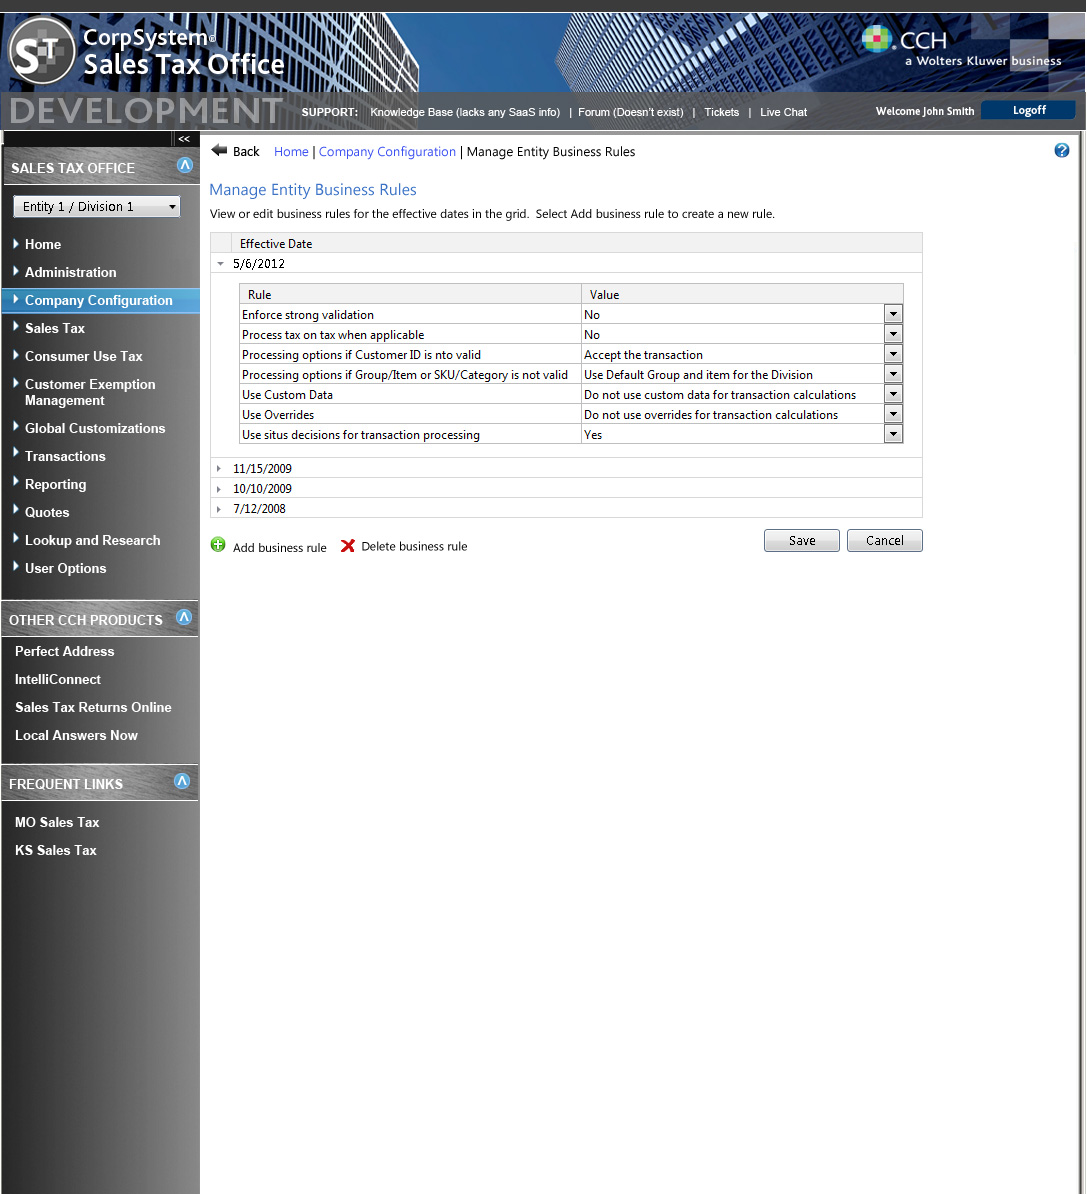 CorpSystem®
Sales Tax Office
CCH
a Wolters Kluwer business
DEVELOPMENT
SUPPORT: Knowledge Base (lacks any SaaS info) | Forum (Doesn't exist) | Tickets | Live Chat
Welcome John Smith
Logoff
<<
SALES TAX OFFICE
Entity 1 / Division 1
Home
Administration
Company Configuration
Sales Tax
Consumer Use Tax
Customer Exemption
Management
Global Customizations
Transactions
Reporting
Quotes
Lookup and Research
User Options
OTHER CCH PRODUCTS
Perfect Address
IntelliConnect
Sales Tax Returns Online
Local Answers Now
FREQUENT LINKS
MO Sales Tax
KS Sales Tax
Back Home | Company Configuration | Manage Entity Business Rules
?
Manage Entity Business Rules
View or edit business rules for the effective dates in the grid. Select Add business rule to create a new rule.
Effective Date
5/6/2012
Rule Value
Enforce strong validation No
Process tax on tax when applicable No
Processing options if Customer ID is nto valid Accept the transaction
Processing options if Group/Item or SKU/Category is not valid Use Default Group and item for the Division
Use Custom Data Do not use custom data for transaction calculations
Use Overrides Do not use overrides for transaction calculations
Use situs decisions for transaction processing Yes
11/15/2009
10/10/2009
7/12/2008
Add business rule Delete business rule Save Cancel